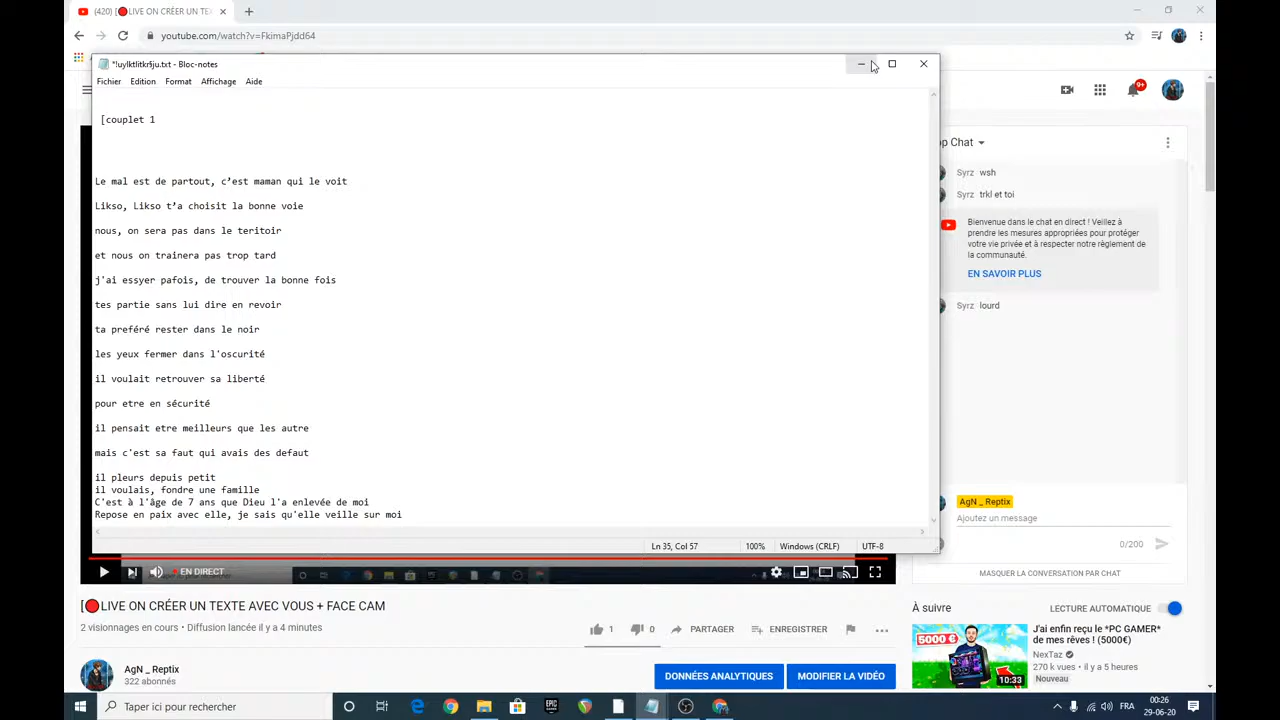 (420) [🔴LIVE ON CRÉER UN TEX
youtube.com/watch?v=FkimaPjdd64
*!uylktlitkr5ju.txt - Bloc-notes
Fichier Edition Format Affichage Aide
[couplet 1
Le mal est de partout, c’est maman qui le voit
Likso, Likso t’a choisit la bonne voie
nous, on sera pas dans le teritoir
et nous on trainera pas trop tard
j'ai essyer pafois, de trouver la bonne fois
tes partie sans lui dire en revoir
ta preféré rester dans le noir
les yeux fermer dans l'oscurité
il voulait retrouver sa liberté
pour etre en sécurité
il pensait etre meilleurs que les autre
mais c'est sa faut qui avais des defaut
il pleurs depuis petit
il voulais, fondre une famille
C'est à l'âge de 7 ans que Dieu l'a enlevée de moi
Repose en paix avec elle, je sais qu'elle veille sur moi
Ln 35, Col 57 100% Windows (CRLF) UTF-8
9+
op Chat
Syrz wsh
Syrz trkl et toi
Bienvenue dans le chat en direct ! Veillez à
prendre les mesures appropriées pour protéger
votre vie privée et à respecter notre règlement de
la communauté.
EN SAVOIR PLUS
Syrz lourd
AgN _ Reptix
Ajoutez un message
0/200
MASQUER LA CONVERSATION PAR CHAT
EN DIRECT
[🔴LIVE ON CRÉER UN TEXTE AVEC VOUS + FACE CAM
2 visionnages en cours • Diffusion lancée il y a 4 minutes
1 0 PARTAGER ENREGISTRER
AgN _ Reptix
322 abonnés
DONNÉES ANALYTIQUES MODIFIER LA VIDÉO
À suivre LECTURE AUTOMATIQUE
5000 €
10:33
J'ai enfin reçu le *PC GAMER*
de mes rêves ! (5000€)
NexTaz
270 k vues • il y a 5 heures
Nouveau
Taper ici pour rechercher
EPIC
FRA
00:26
29-06-20